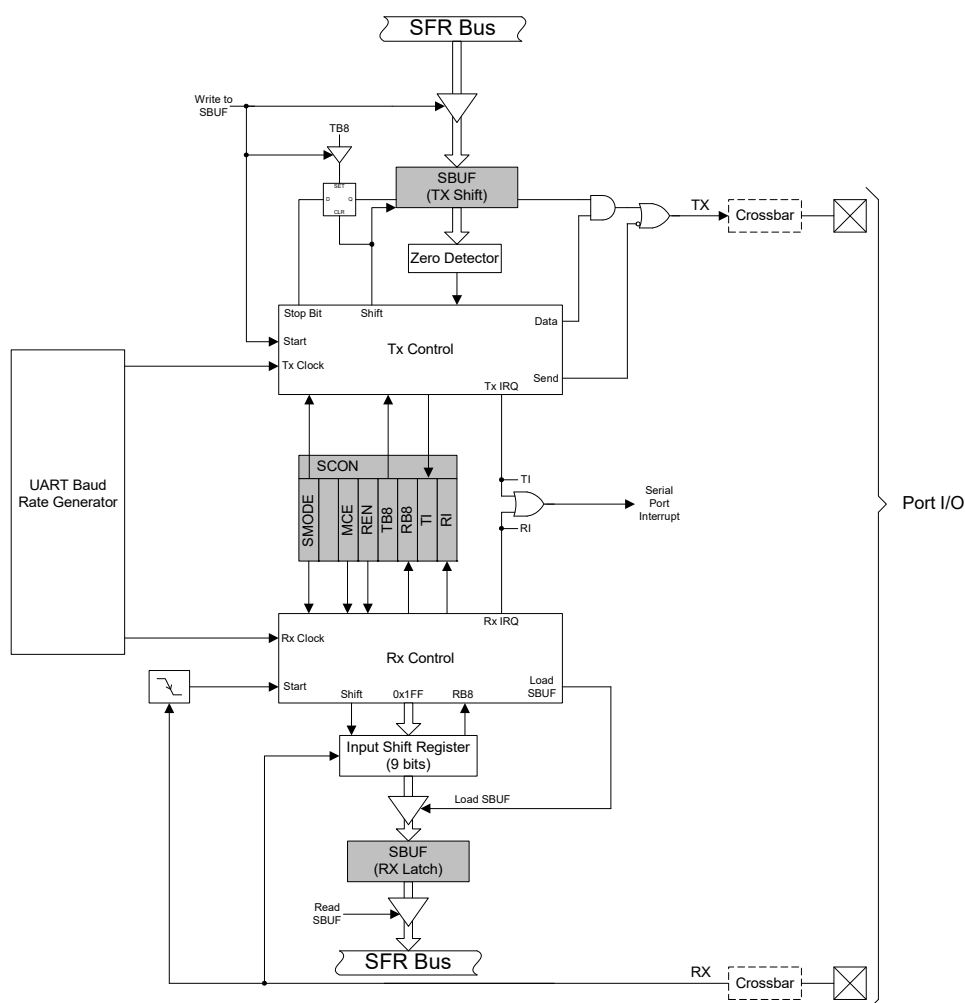 SFR Bus
Write to
SBUF
TB8
SET
D
Q
CLR
SBUF
(TX Shift)
TX
Crossbar
Zero Detector
Stop Bit
Shift
Data
Start
Tx Control
Tx Clock
Send
Tx IRQ
UART Baud
Rate Generator
SCON
SMODE
MCE
REN
TB8
RB8
TI
RI
TI
Serial
Port
Interrupt
RI
Port I/O
Rx IRQ
Rx Clock
Rx Control
Start
Load
SBUF
Shift
0x1FF
RB8
Input Shift Register
(9 bits)
Load SBUF
SBUF
(RX Latch)
Read
SBUF
SFR Bus
RX
Crossbar